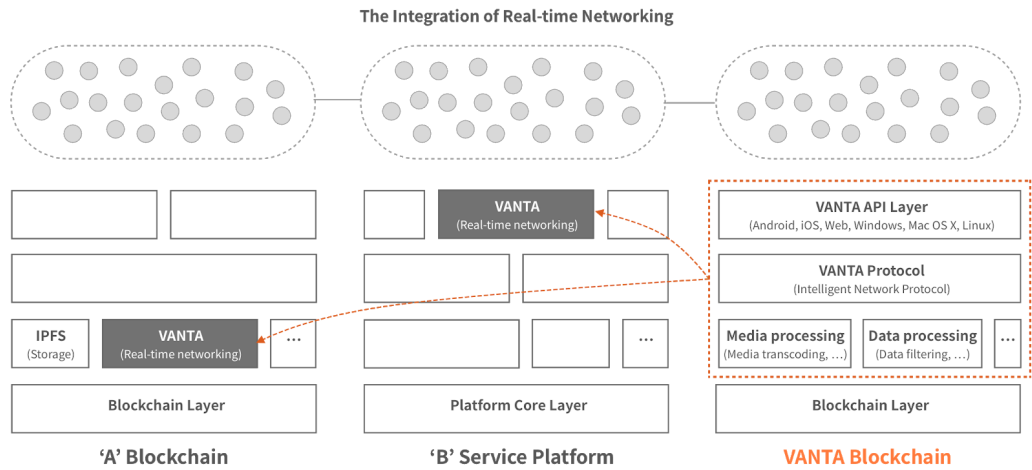 The Integration of Real-time Networking
VANTA
(Real-time networking)
VANTA API Layer
(Android, iOS, Web, Windows, Mac OS X, Linux)
VANTA Protocol
(Intelligent Network Protocol)
IPFS
(Storage)
VANTA
(Real-time networking)
...
...
Media processing
(Media transcoding, ...)
Data processing
(Data filtering, ...)
...
Blockchain Layer
Platform Core Layer
Blockchain Layer
‘A’ Blockchain
‘B’ Service Platform
VANTA Blockchain